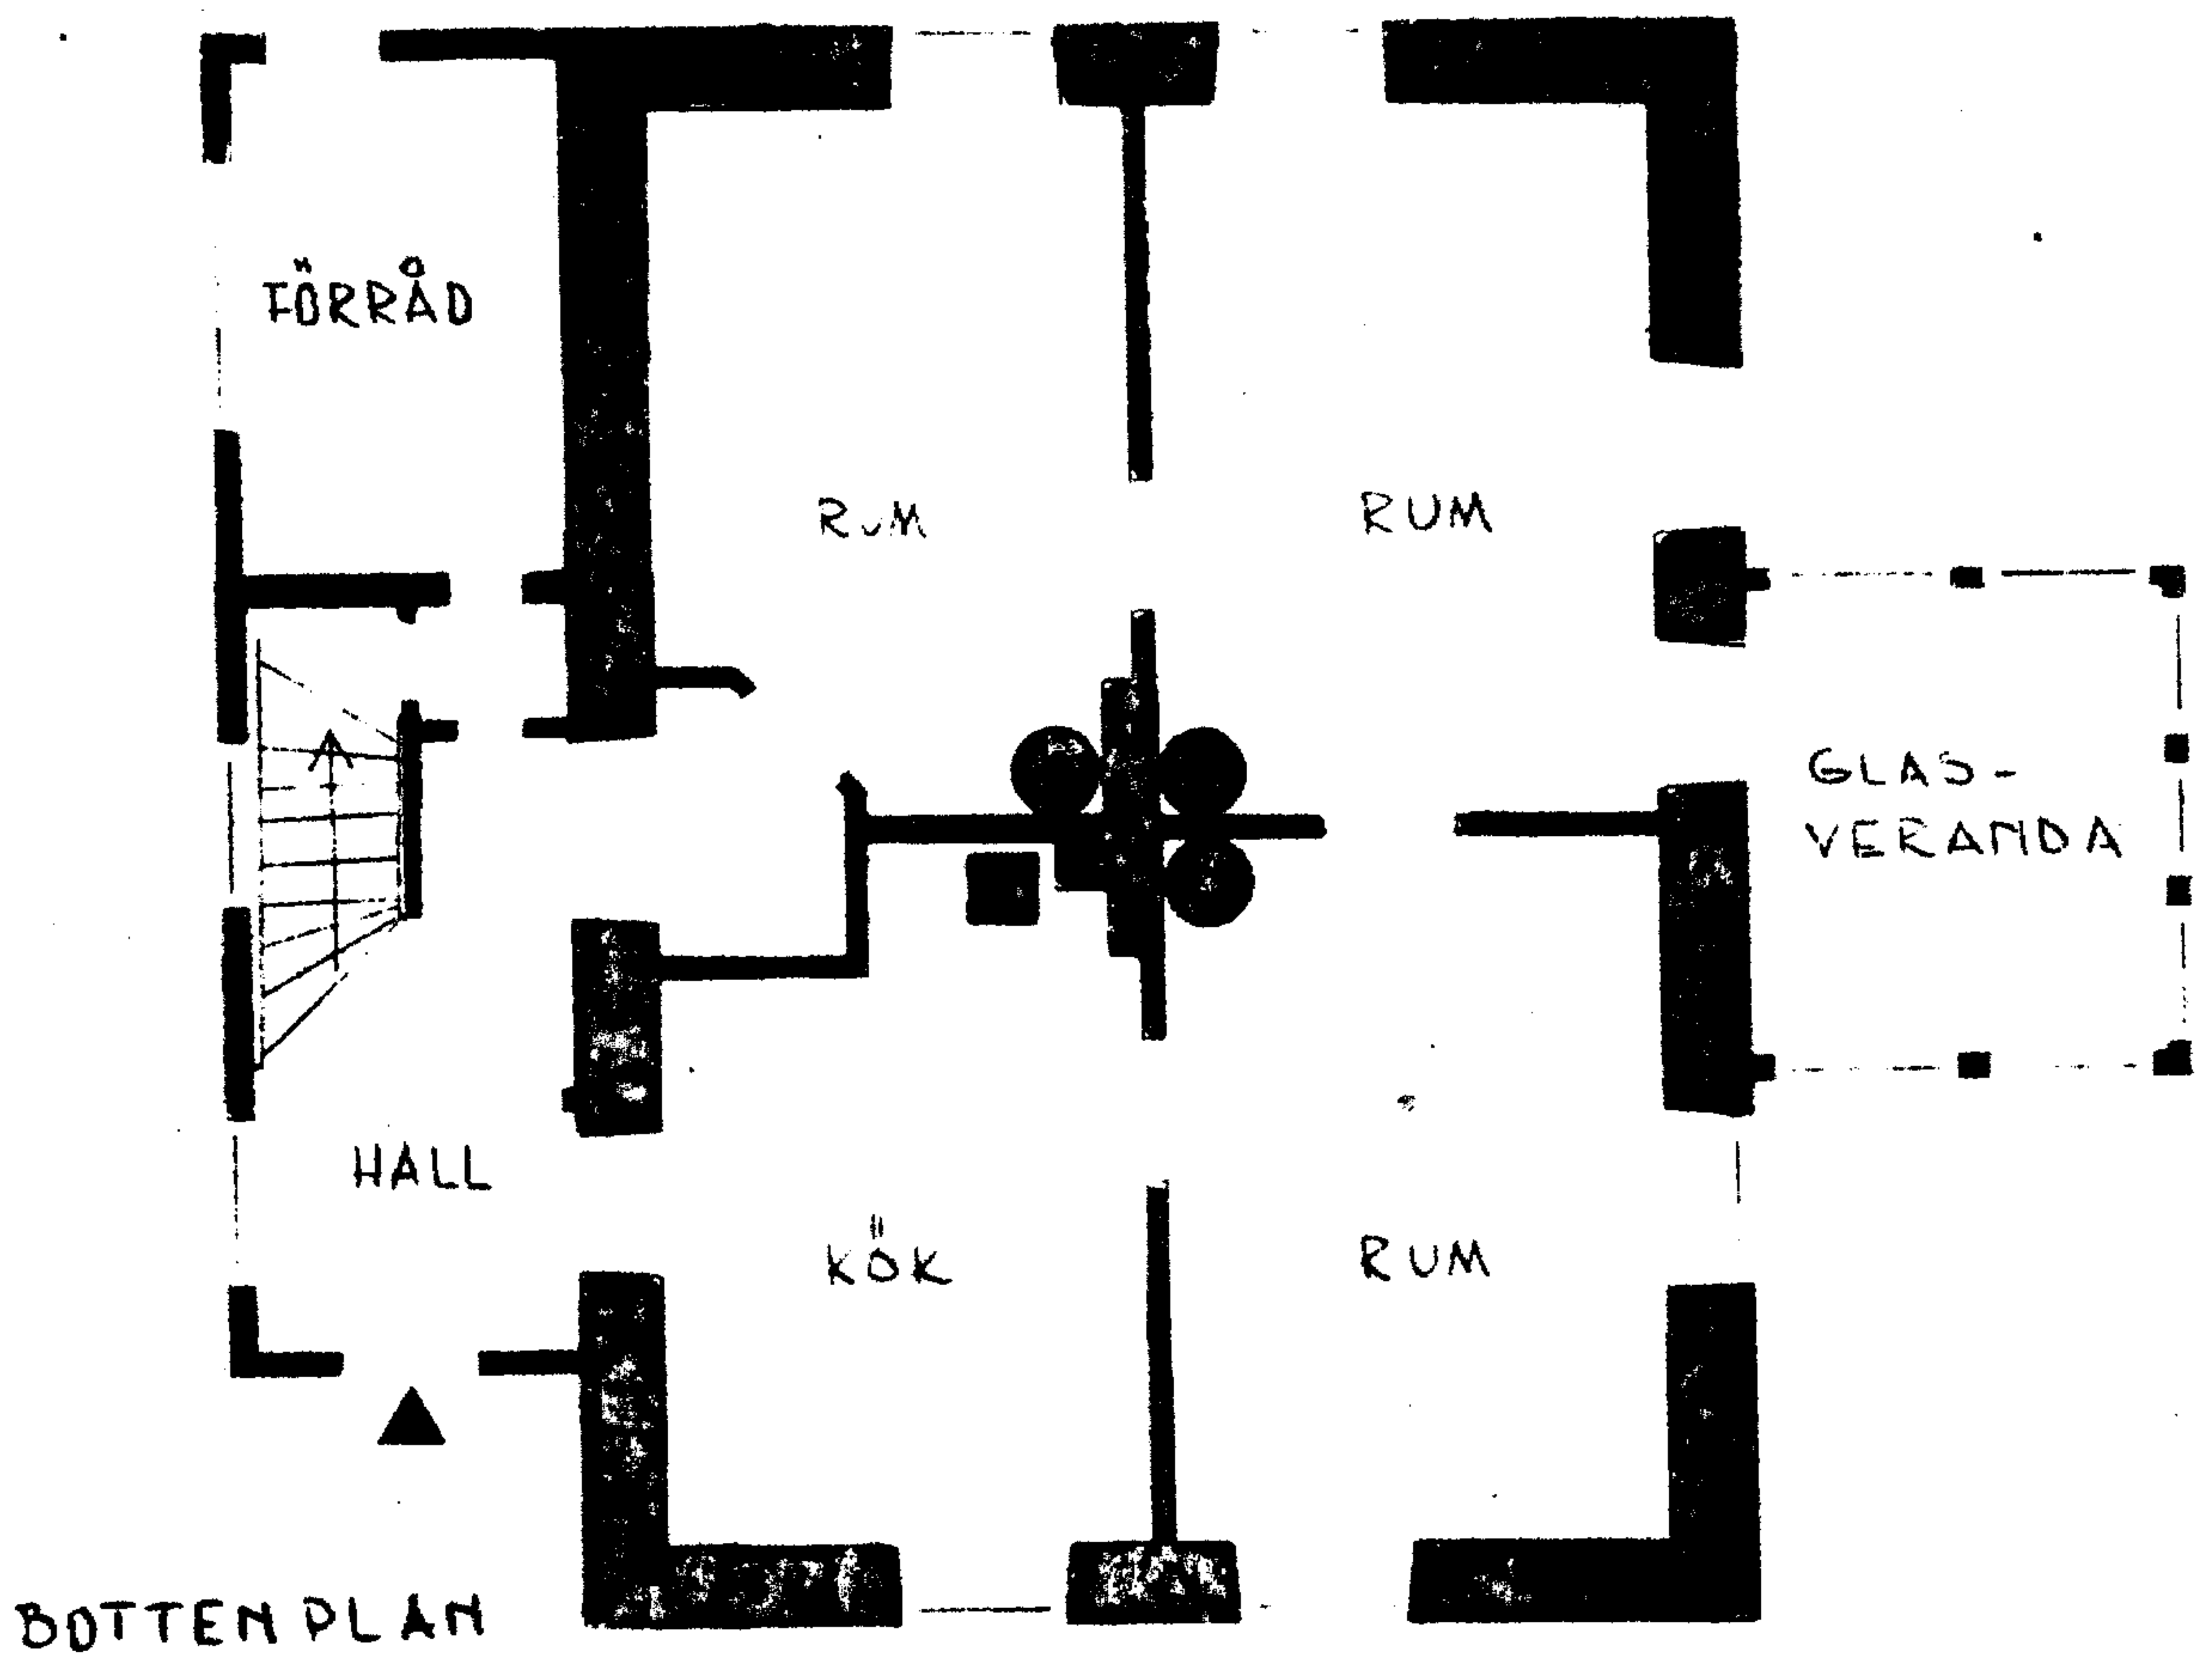 FÖRRÅD
RUM
RUM
GLAS-
VERANDA
HALL
KÖK
RUM
BOTTENPLAN